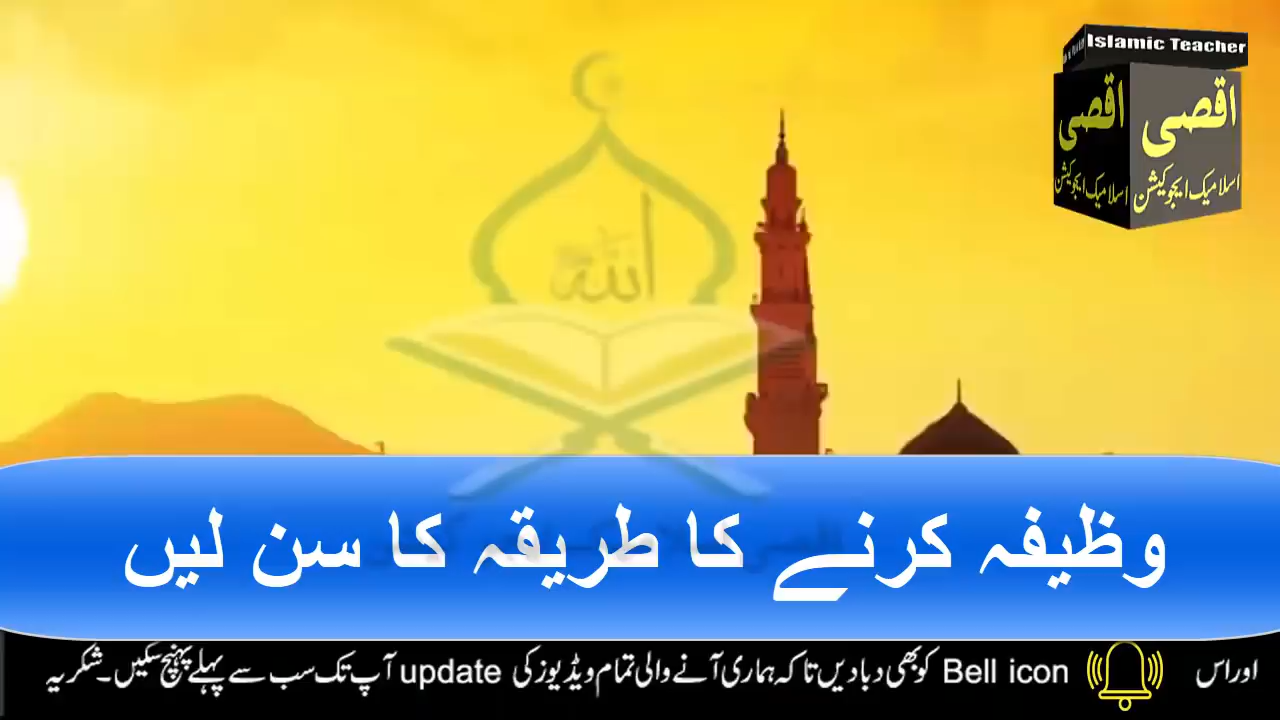 Islamic Teacher
اقصی
اسلامیک ایجوکیشن
اقصی
اسلامیک ایجوکیشن
الله
وظیفہ کرنے کا طریقہ کا سن لیں
اور اس Bell icon کو بھی دبا دیں تاکہ ہماری آنے والی تمام ویڈیوز کی update آپ تک سب سے پہلے پہنچ سکیں۔ شکریہ